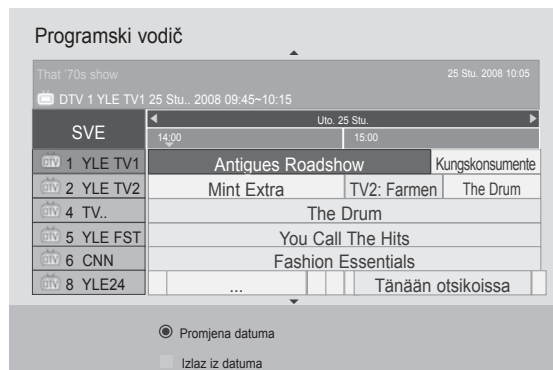 Programski vodič
That '70s show 25 Stu. 2008 10:05
DTV 1 YLE TV1 25 Stu.. 2008 09:45~10:15
SVE
Uto. 25 Stu.
14:00 15:00
DTV 1 YLE TV1 Antigues Roadshow Kungskonsumente
DTV 2 YLE TV2 Mint Extra TV2: Farmen The Drum
DTV 4 TV.. The Drum
DTV 5 YLE FST You Call The Hits
DTV 6 CNN Fashion Essentials
DTV 8 YLE24 ... Tänään otsikoissa
Promjena datuma
Izlaz iz datuma